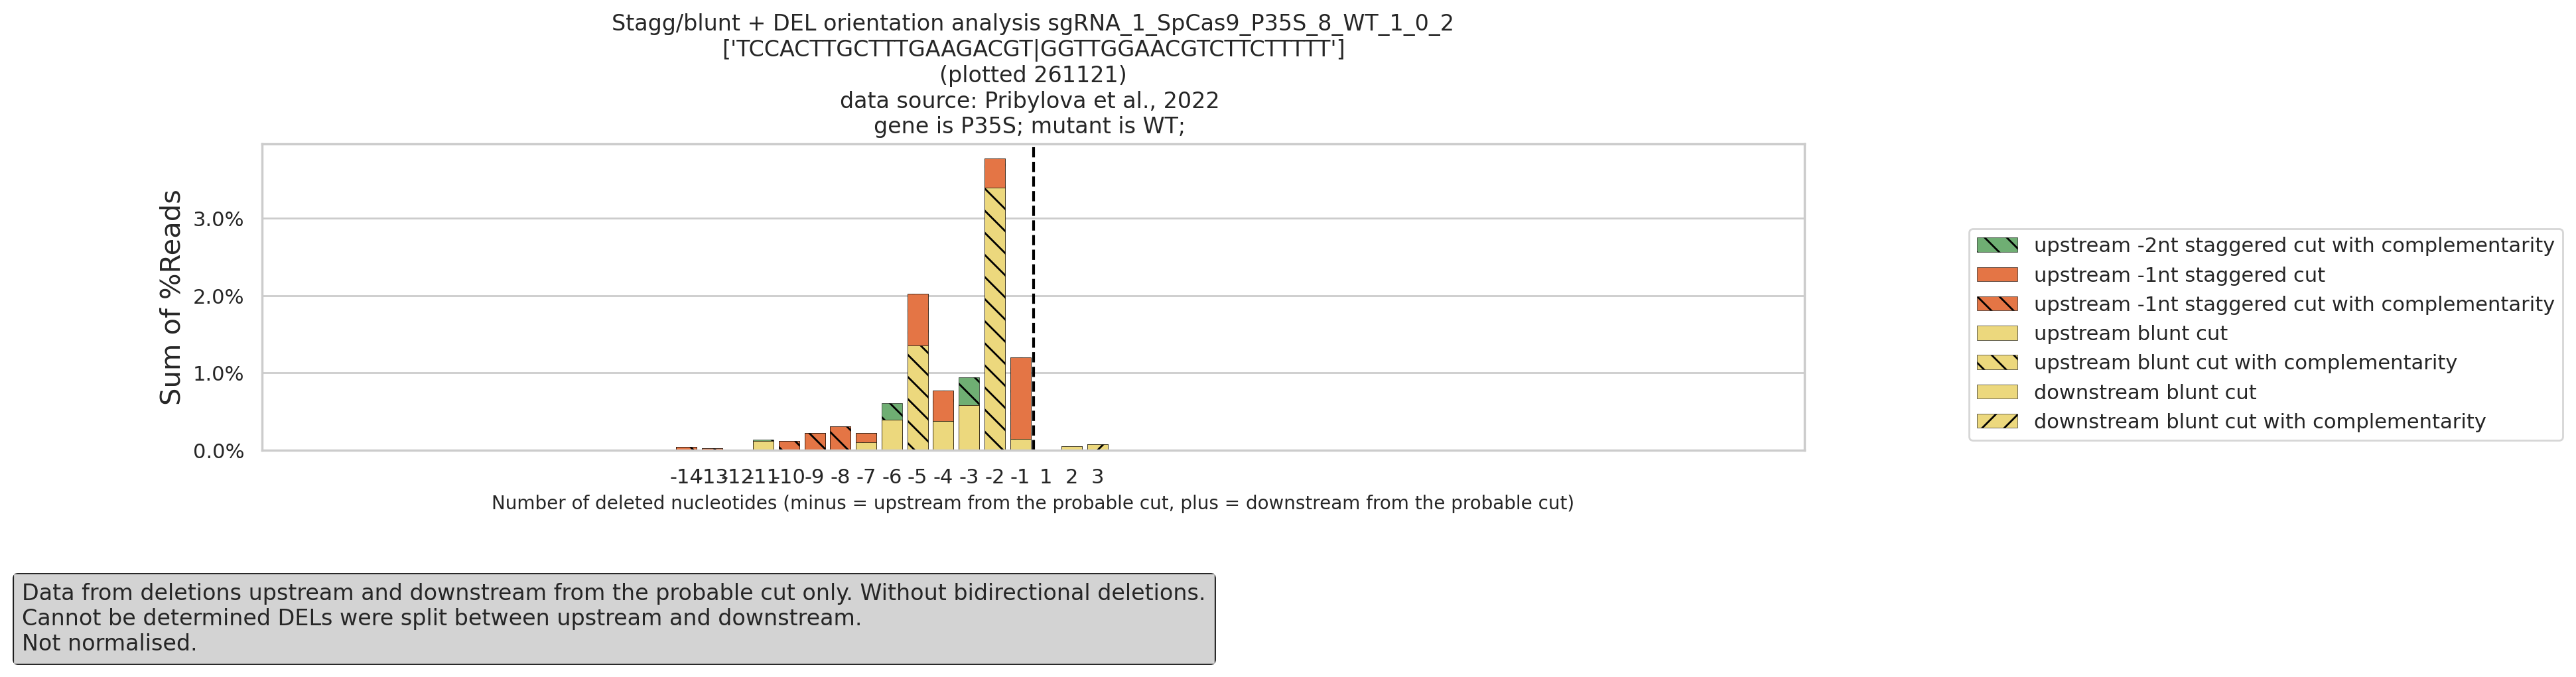 Stagg/blunt + DEL orientation analysis sgRNA_1_SpCas9_P35S_8_WT_1_0_2
['TCCACTTGCTTTGAAGACGT|GGTTGGAACGTCTTCTTTTT']
(plotted 261121)
data source: Pribylova et al., 2022
gene is P35S; mutant is WT;
Sum of %Reads
3.0%
2.0%
1.0%
0.0%
-14 -13 -12 -11 -10 -9 -8 -7 -6 -5 -4 -3 -2 -1 1 2 3
Number of deleted nucleotides (minus = upstream from the probable cut, plus = downstream from the probable cut)
upstream -2nt staggered cut with complementarity
upstream -1nt staggered cut
upstream -1nt staggered cut with complementarity
upstream blunt cut
upstream blunt cut with complementarity
downstream blunt cut
downstream blunt cut with complementarity
Data from deletions upstream and downstream from the probable cut only. Without bidirectional deletions.
Cannot be determined DELs were split between upstream and downstream.
Not normalised.